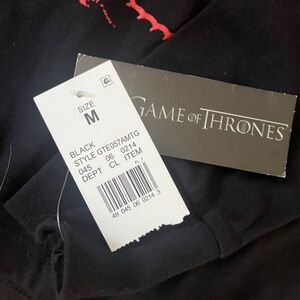 SIZE
M
BLACK
STYLE GTE057AMTG
045 06 0214
DEPT CL ITEM
49 045 06 0214 3
GAME OF THRONES